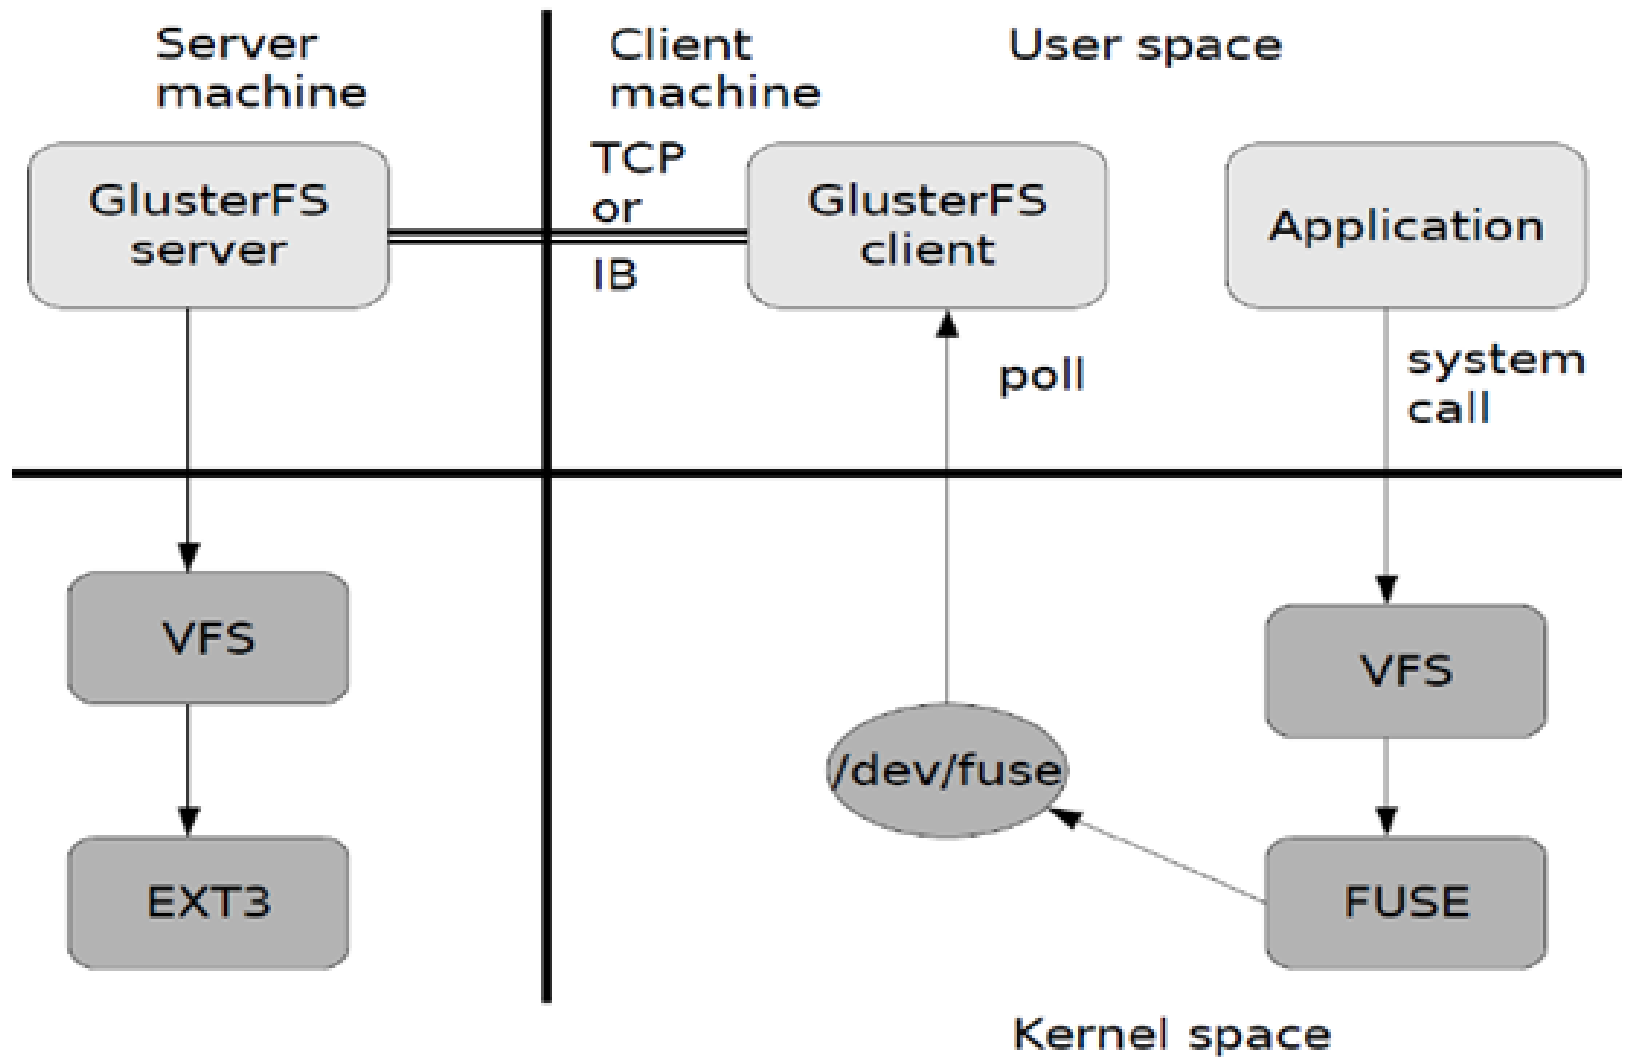 Server
machine
Client
machine
User space
GlusterFS
server
TCP
or
IB
GlusterFS
client
Application
poll
system
call
VFS
EXT3
/dev/fuse
VFS
FUSE
Kernel space